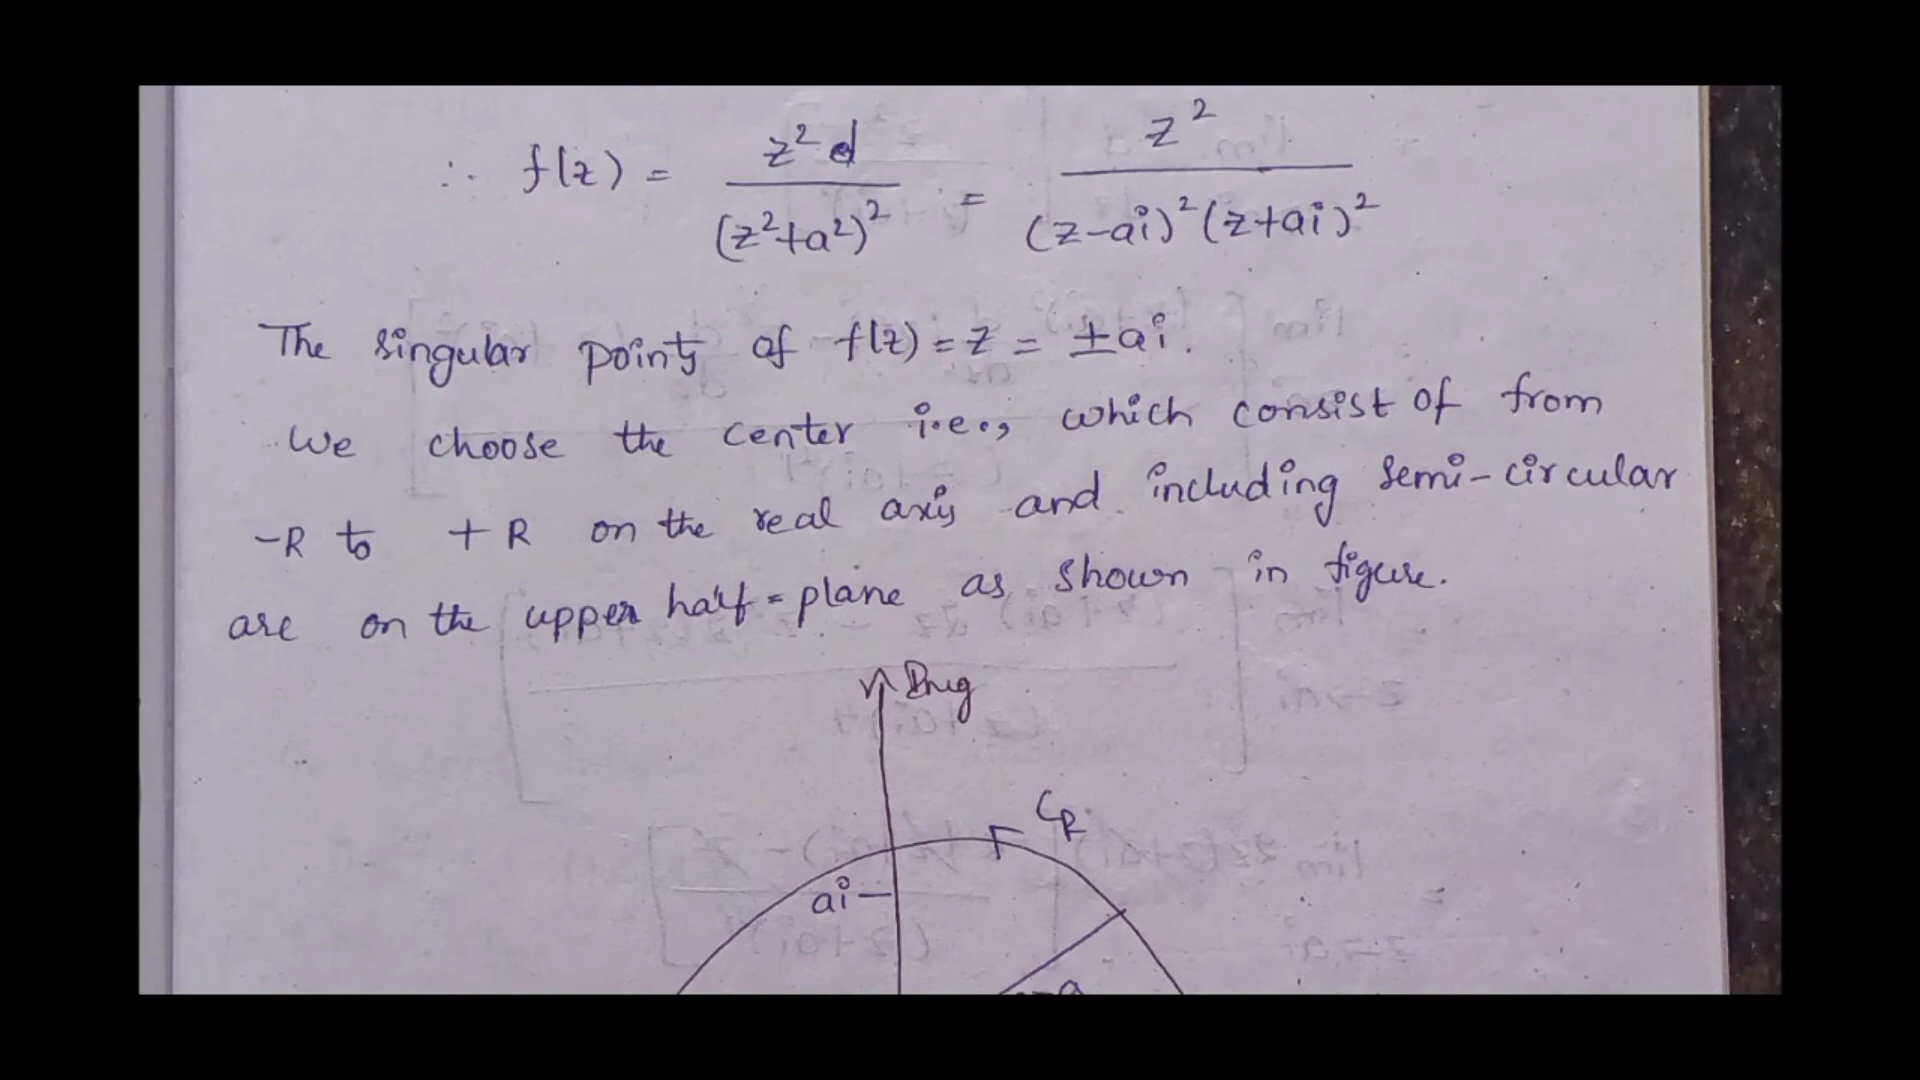 ∴ f(z) = z² d / (z²+a²)² = z² / (z-ai)² (z+ai)²
The singular points of f(z) = z = ±ai.
We choose the center i.e., which consist of from
-R to +R on the real axis and including semi-circular
are on the upper half-plane as shown in figure.
Img
C_R
ai